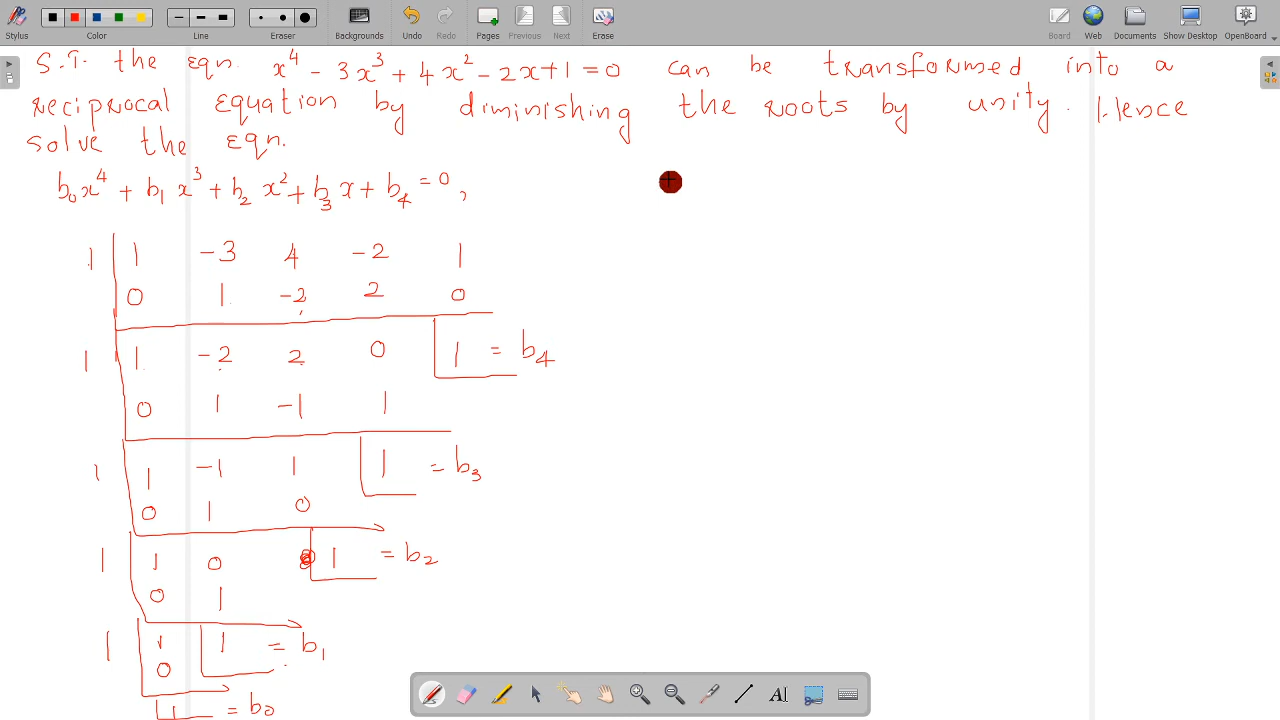 Stylus Color Line Eraser Backgrounds Undo Redo Pages Previous Next Erase Board Web Documents Show Desktop OpenBoard
S.T. the eqn. x⁴ - 3x³ + 4x² - 2x + 1 = 0 can be transformed into a
reciprocal equation by diminishing the roots by unity. Hence
solve the eqn.
b₀x⁴ + b₁x³ + b₂x² + b₃x + b₄ = 0,
1 | 1 -3 4 -2 1
0 1 -2 2 0
1 | 1 -2 2 0 | 1 = b₄
0 1 -1 1
1 | 1 -1 1 | 1 = b₃
0 1 0
1 | 1 0 | 1 = b₂
0 1
1 | 1 | 1 = b₁
0
1 = b₀
AI